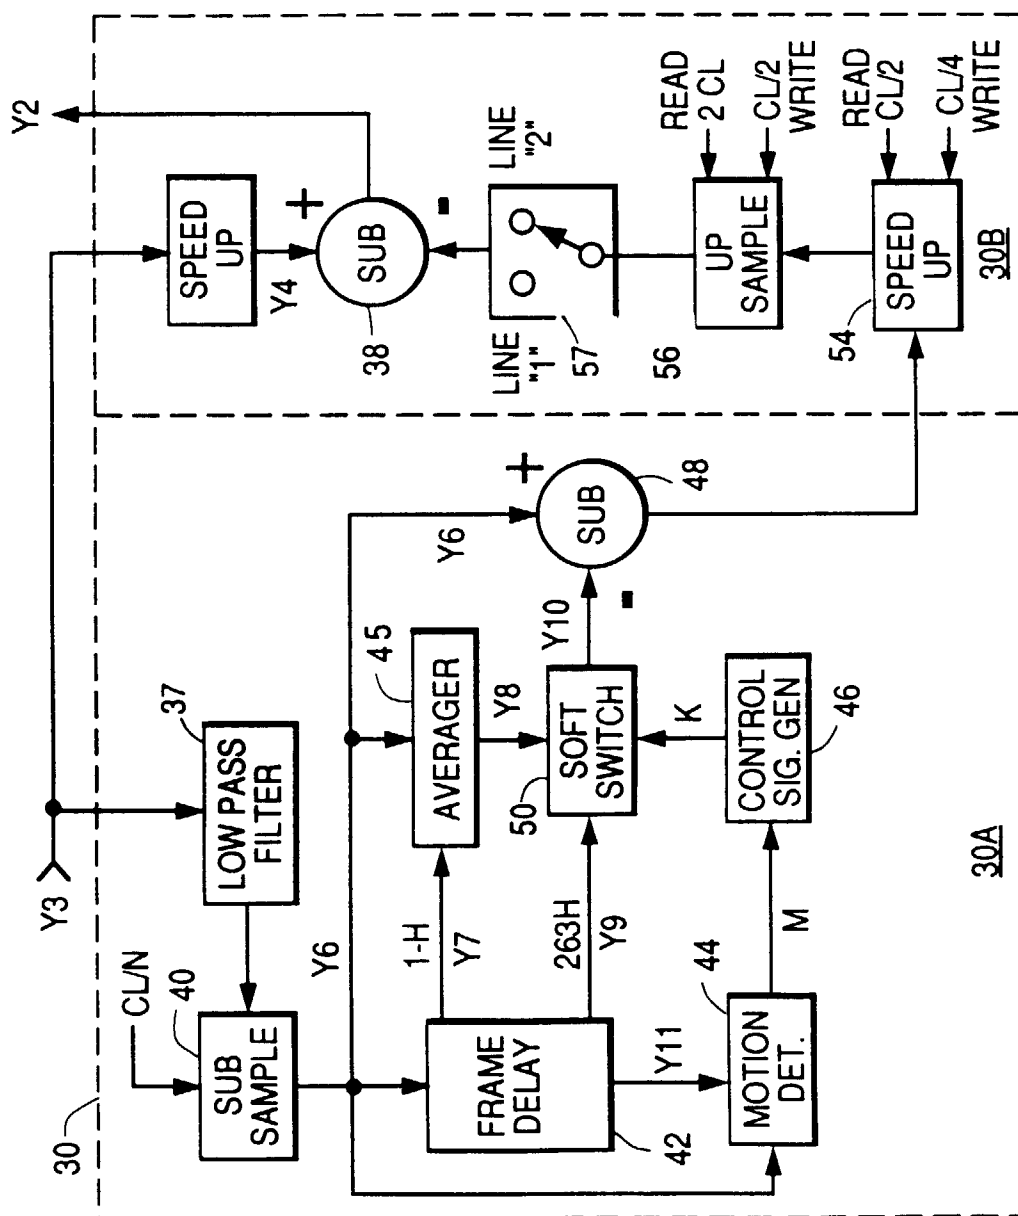 Y3
Y2
30
CL/N
LOW PASS
FILTER
37
SUB
SAMPLE
40
Y6
FRAME
DELAY
42
1-H
Y7
263H
Y9
Y11
AVERAGER
45
Y8
SOFT
SWITCH
50
K
MOTION
DET.
44
M
CONTROL
SIG. GEN
46
Y10
Y6
+
-
SUB
48
30A
SPEED
UP
Y4
+
-
SUB
38
LINE
"1"
LINE
"2"
57
UP
SAMPLE
56
READ
2 CL
CL/2
WRITE
SPEED
UP
54
READ
CL/2
CL/4
WRITE
30B